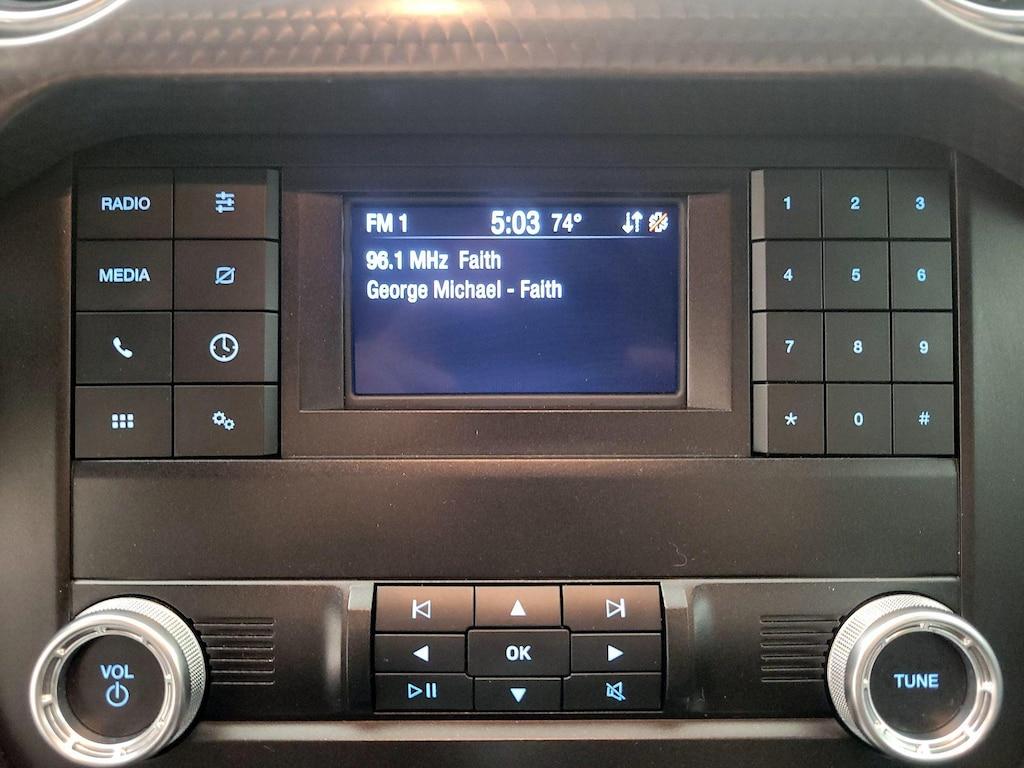 FM 1 5:03 74°
96.1 MHz Faith
George Michael - Faith
RADIO
MEDIA
1 2 3
4 5 6
7 8 9
* 0 #
VOL
OK
TUNE